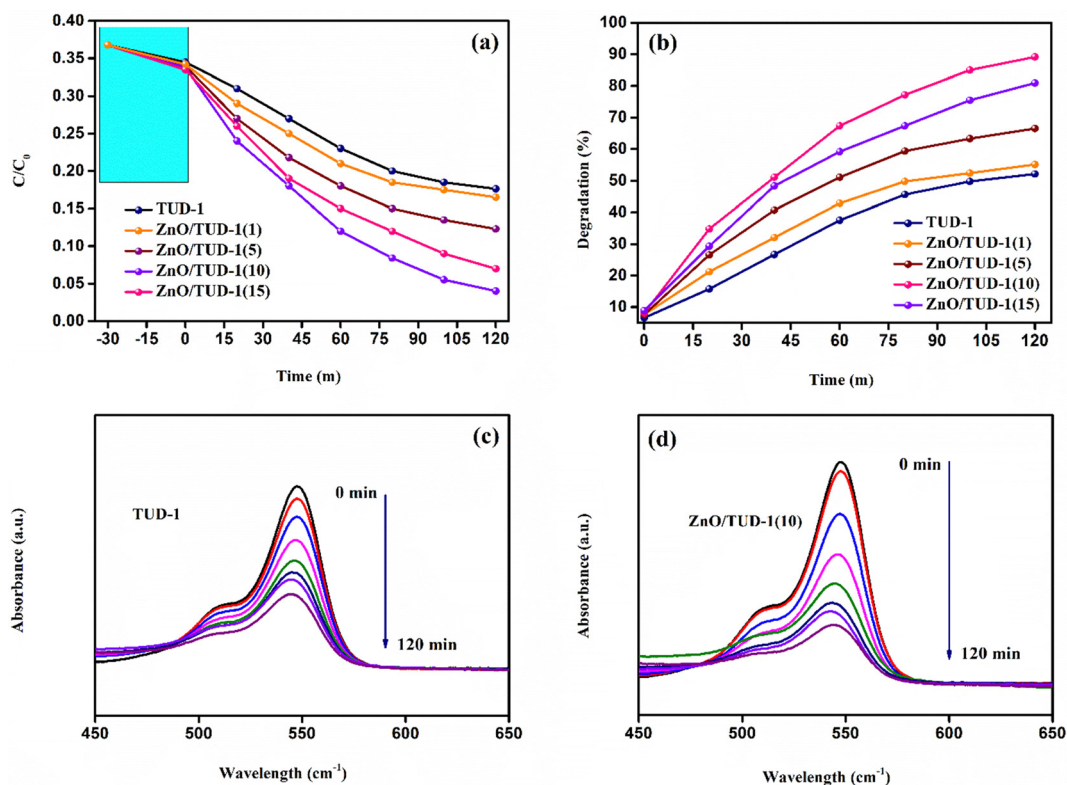 (a)
0.40
0.35
0.30
0.25
0.20
0.15
0.10
0.05
0.00
C/C₀
TUD-1
ZnO/TUD-1(1)
ZnO/TUD-1(5)
ZnO/TUD-1(10)
ZnO/TUD-1(15)
-30 -15 0 15 30 45 60 75 90 105 120
Time (m)
(b)
100
90
80
70
60
50
40
30
20
10
Degradation (%)
TUD-1
ZnO/TUD-1(1)
ZnO/TUD-1(5)
ZnO/TUD-1(10)
ZnO/TUD-1(15)
0 15 30 45 60 75 90 105 120
Time (m)
(c)
TUD-1
0 min
120 min
Absorbance (a.u.)
450 500 550 600 650
Wavelength (cm⁻¹)
(d)
0 min
ZnO/TUD-1(10)
120 min
Absorbance (a.u.)
450 500 550 600 650
Wavelength (cm⁻¹)